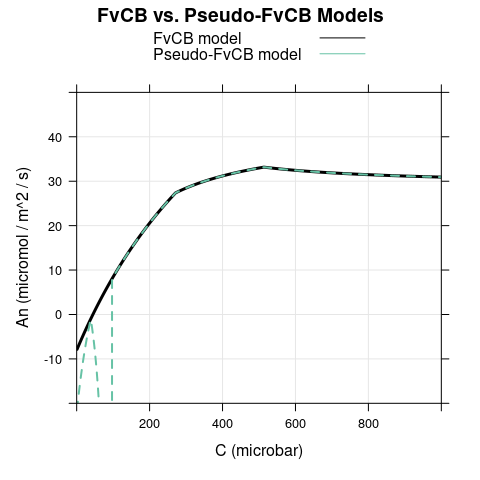 FvCB vs. Pseudo-FvCB Models
FvCB model
Pseudo-FvCB model
An (micromol / m^2 / s)
40
30
20
10
0
-10
200 400 600 800
C (microbar)